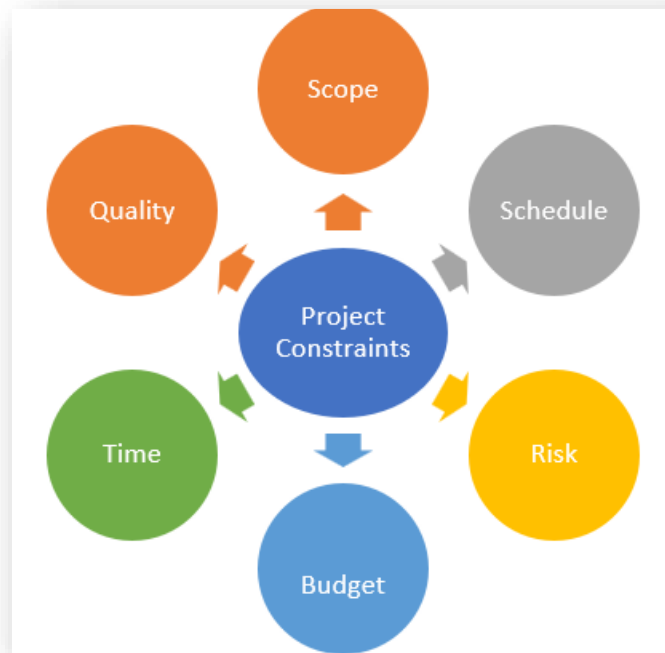 Scope
Quality
Schedule
Project
Constraints
Time
Risk
Budget